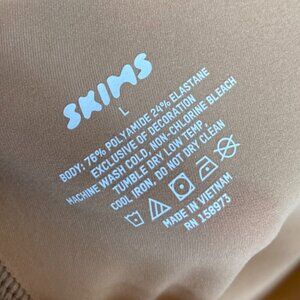 SKIMS
L
BODY: 76% POLYAMIDE 24% ELASTANE
EXCLUSIVE OF DECORATION
MACHINE WASH COLD, NON-CHLORINE BLEACH
TUMBLE DRY LOW TEMP,
COOL IRON, DO NOT DRY CLEAN
MADE IN VIETNAM
RN 158973